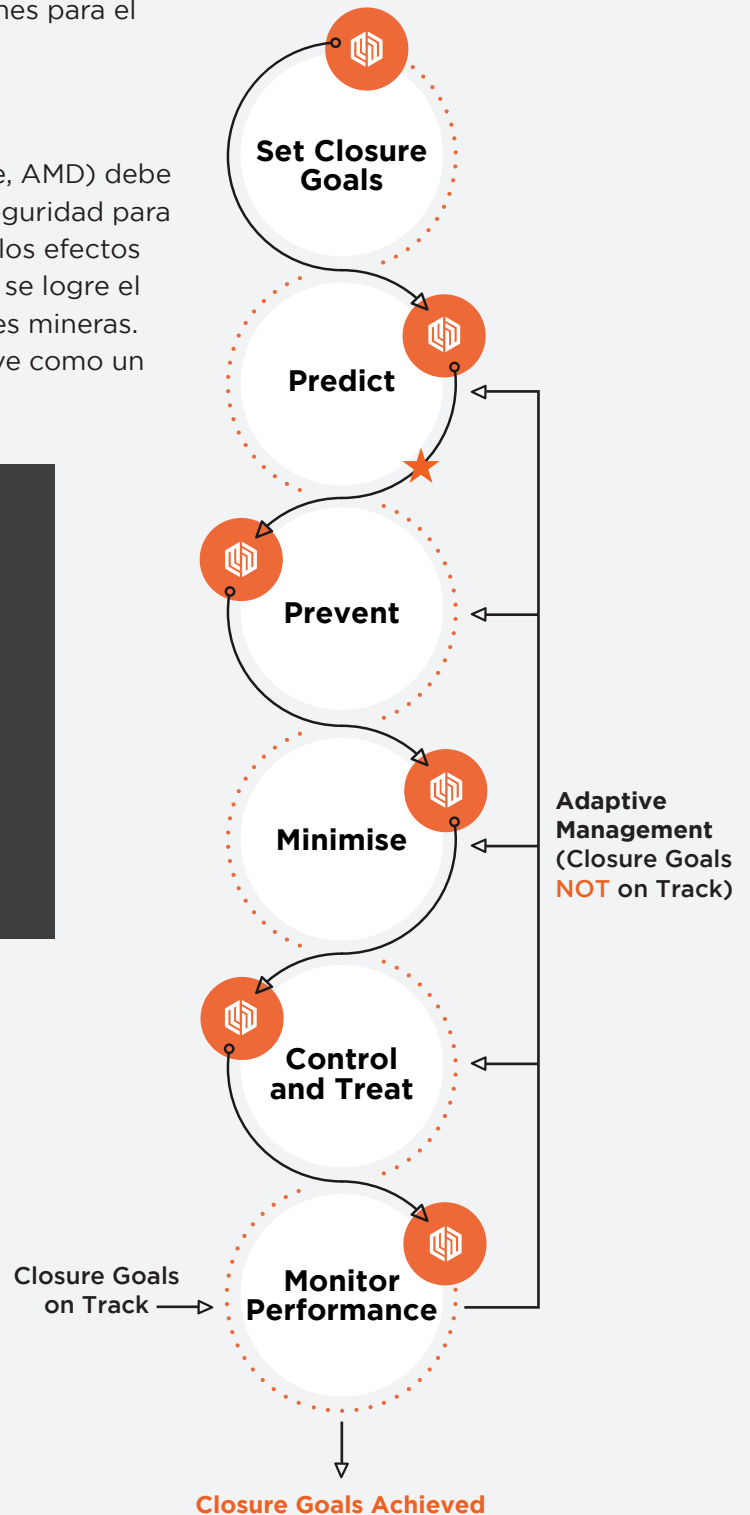 nes para el
e, AMD) debe
guridad para
los efectos
se logre el
es mineras.
ve como un
Set Closure
Goals
Predict
Prevent
Minimise
Adaptive
Management
(Closure Goals
NOT on Track)
Control
and Treat
Closure Goals
on Track
Monitor
Performance
Closure Goals Achieved